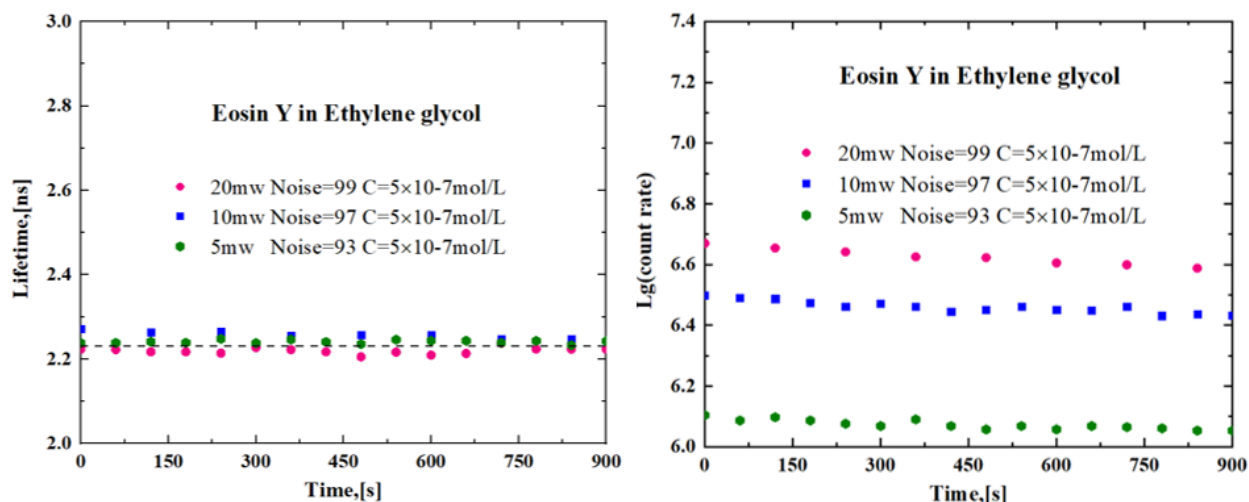 3.0
2.8
2.6
2.4
2.2
2.0
Lifetime,[ns]
Eosin Y in Ethylene glycol
20mw Noise=99 C=5×10-7mol/L
10mw Noise=97 C=5×10-7mol/L
5mw Noise=93 C=5×10-7mol/L
0 150 300 450 600 750 900
Time,[s]
7.4
7.2
7.0
6.8
6.6
6.4
6.2
6.0
Lg(count rate)
Eosin Y in Ethylene glycol
20mw Noise=99 C=5×10-7mol/L
10mw Noise=97 C=5×10-7mol/L
5mw Noise=93 C=5×10-7mol/L
0 150 300 450 600 750 900
Time,[s]